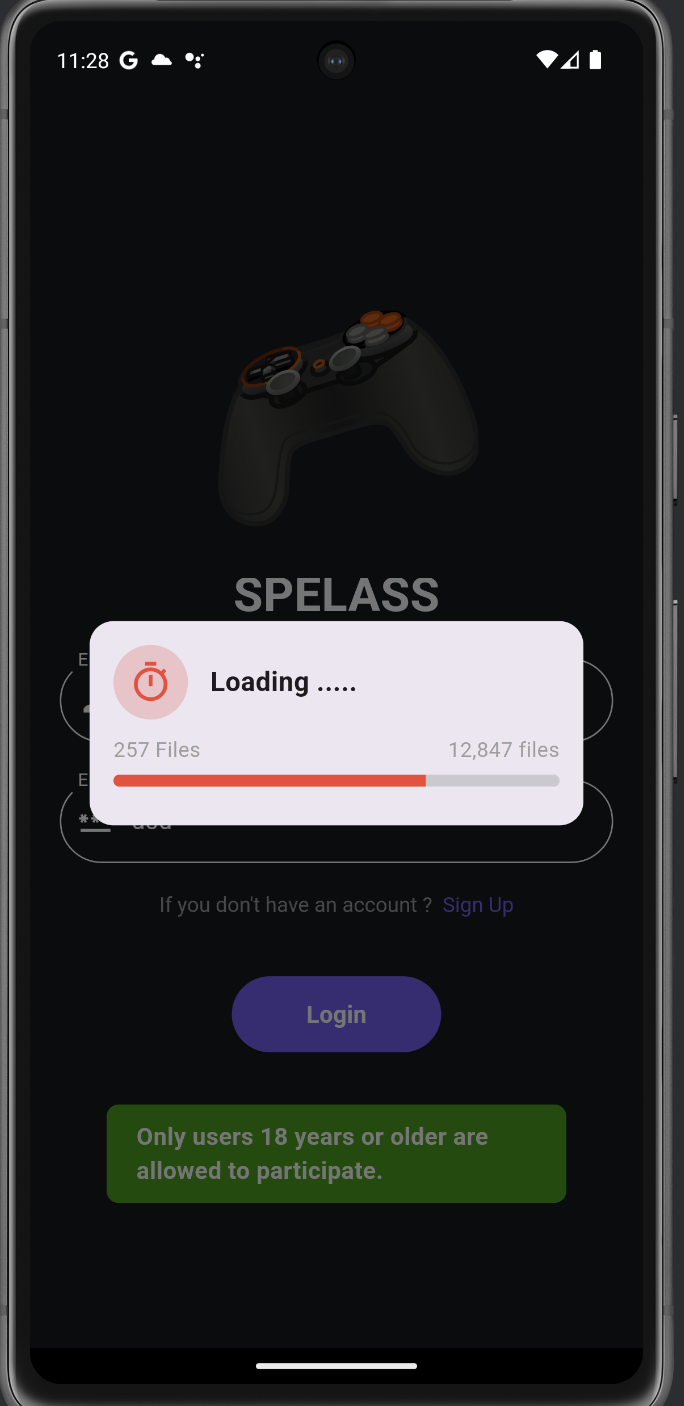 11:28
SPELASS
E
Loading .....
257 Files 12,847 files
E
**
If you don't have an account ? Sign Up
Login
Only users 18 years or older are
allowed to participate.